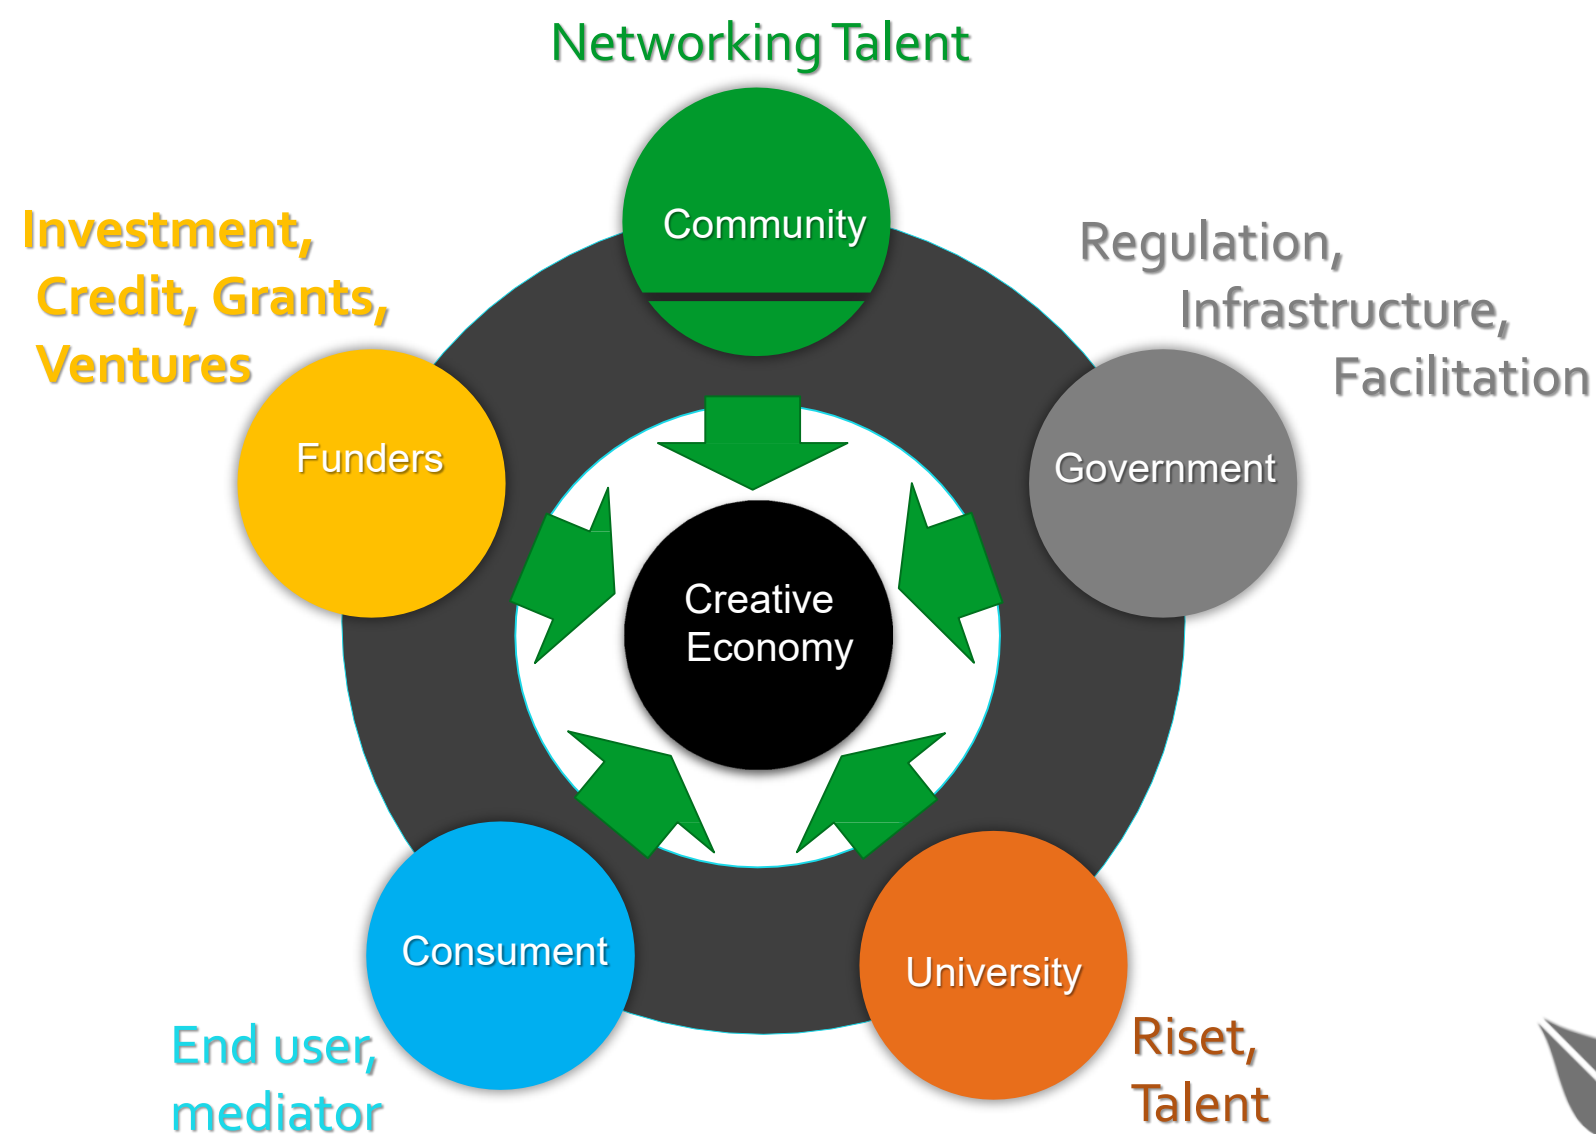 Networking Talent
Community
Investment,
Credit, Grants,
Ventures
Regulation,
Infrastructure,
Facilitation
Funders
Government
Creative
Economy
Consument
University
End user,
mediator
Riset,
Talent